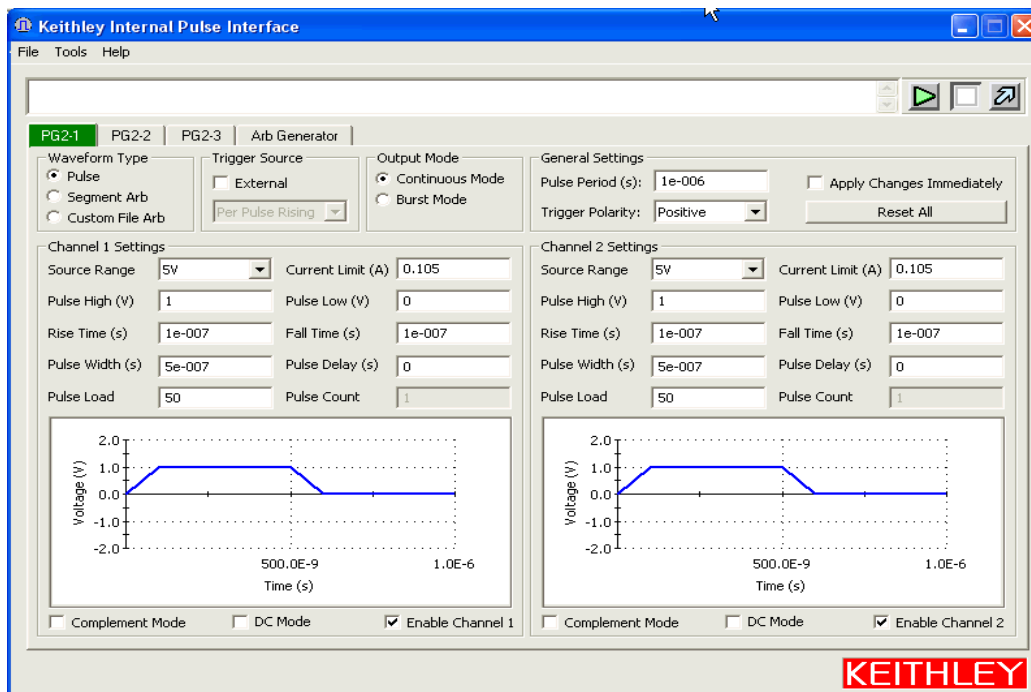 Keithley Internal Pulse Interface
File Tools Help
PG2-1 PG2-2 PG2-3 Arb Generator
Waveform Type
Pulse
Segment Arb
Custom File Arb
Trigger Source
External
Per Pulse Rising
Output Mode
Continuous Mode
Burst Mode
General Settings
Pulse Period (s): 1e-006
Apply Changes Immediately
Trigger Polarity: Positive
Reset All
Channel 1 Settings
Source Range 5V Current Limit (A) 0.105
Pulse High (V) 1 Pulse Low (V) 0
Rise Time (s) 1e-007 Fall Time (s) 1e-007
Pulse Width (s) 5e-007 Pulse Delay (s) 0
Pulse Load 50 Pulse Count 1
2.0
1.0
0.0
-1.0
-2.0
Voltage (V)
500.0E-9 1.0E-6
Time (s)
Complement Mode DC Mode Enable Channel 1
Channel 2 Settings
Source Range 5V Current Limit (A) 0.105
Pulse High (V) 1 Pulse Low (V) 0
Rise Time (s) 1e-007 Fall Time (s) 1e-007
Pulse Width (s) 5e-007 Pulse Delay (s) 0
Pulse Load 50 Pulse Count 1
2.0
1.0
0.0
-1.0
-2.0
Voltage (V)
500.0E-9 1.0E-6
Time (s)
Complement Mode DC Mode Enable Channel 2
KEITHLEY